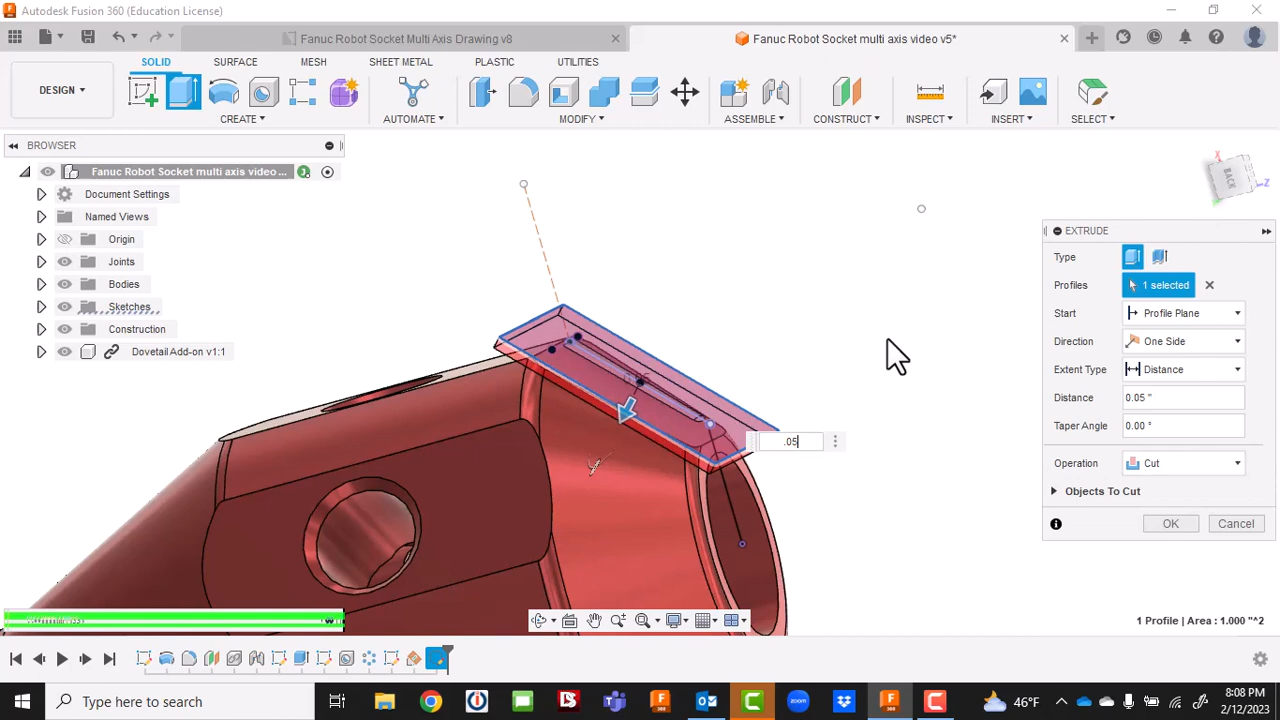 Autodesk Fusion 360 (Education License)
Fanuc Robot Socket Multi Axis Drawing v8
Fanuc Robot Socket multi axis video v5*
SOLID SURFACE MESH SHEET METAL PLASTIC UTILITIES
DESIGN
CREATE AUTOMATE MODIFY ASSEMBLE CONSTRUCT INSPECT INSERT SELECT
BROWSER
Fanuc Robot Socket multi axis video ...
Document Settings
Named Views
Origin
Joints
Bodies
Sketches
Construction
Dovetail Add-on v1:1
BACK
X
Z
EXTRUDE
Type
Profiles 1 selected
Start Profile Plane
Direction One Side
Extent Type Distance
Distance 0.05 "
Taper Angle 0.00 °
Operation Cut
Objects To Cut
OK Cancel
.05
1 Profile | Area : 1.000 "^2
Type here to search
46°F
8:08 PM
2/12/2023